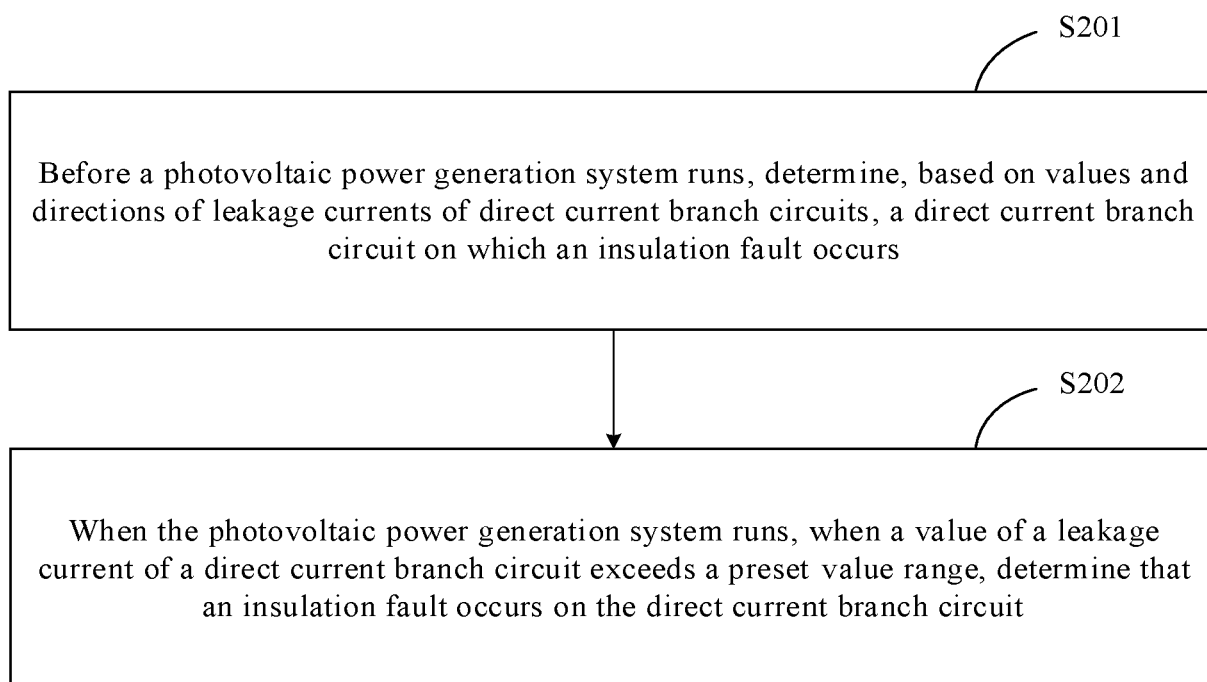 S201
Before a photovoltaic power generation system runs, determine, based on values and
directions of leakage currents of direct current branch circuits, a direct current branch
circuit on which an insulation fault occurs
S202
When the photovoltaic power generation system runs, when a value of a leakage
current of a direct current branch circuit exceeds a preset value range, determine that
an insulation fault occurs on the direct current branch circuit